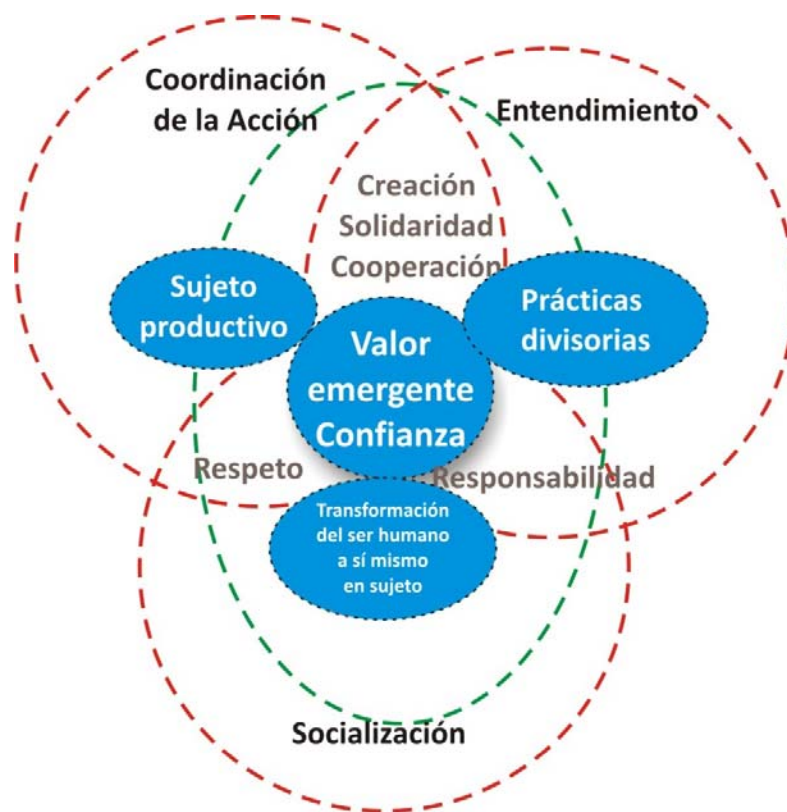 Coordinación
de la Acción
Entendimiento
Creación
Solidaridad
Cooperación
Sujeto
productivo
Prácticas
divisorias
Valor
emergente
Confianza
Respeto
Responsabilidad
Transformación
del ser humano
a sí mismo
en sujeto
Socialización